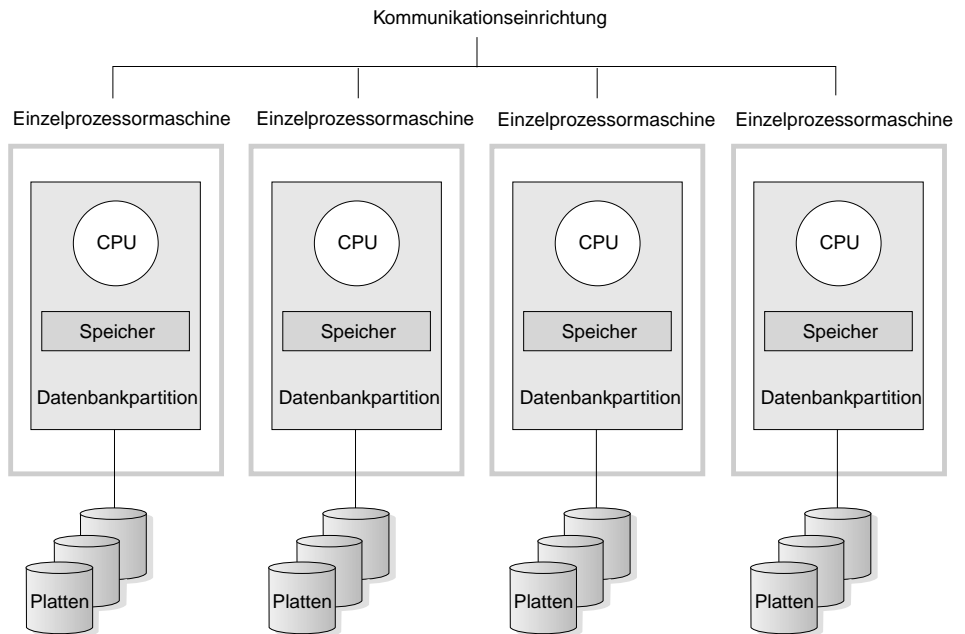 Kommunikationseinrichtung
Einzelprozessormaschine Einzelprozessormaschine Einzelprozessormaschine Einzelprozessormaschine
CPU CPU CPU CPU
Speicher Speicher Speicher Speicher
Datenbankpartition Datenbankpartition Datenbankpartition Datenbankpartition
Platten Platten Platten Platten